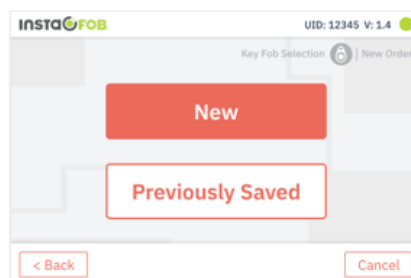 INSTAFOB UID: 12345 V: 1.4
Key Fob Selection | New Order
New
Previously Saved
< Back Cancel